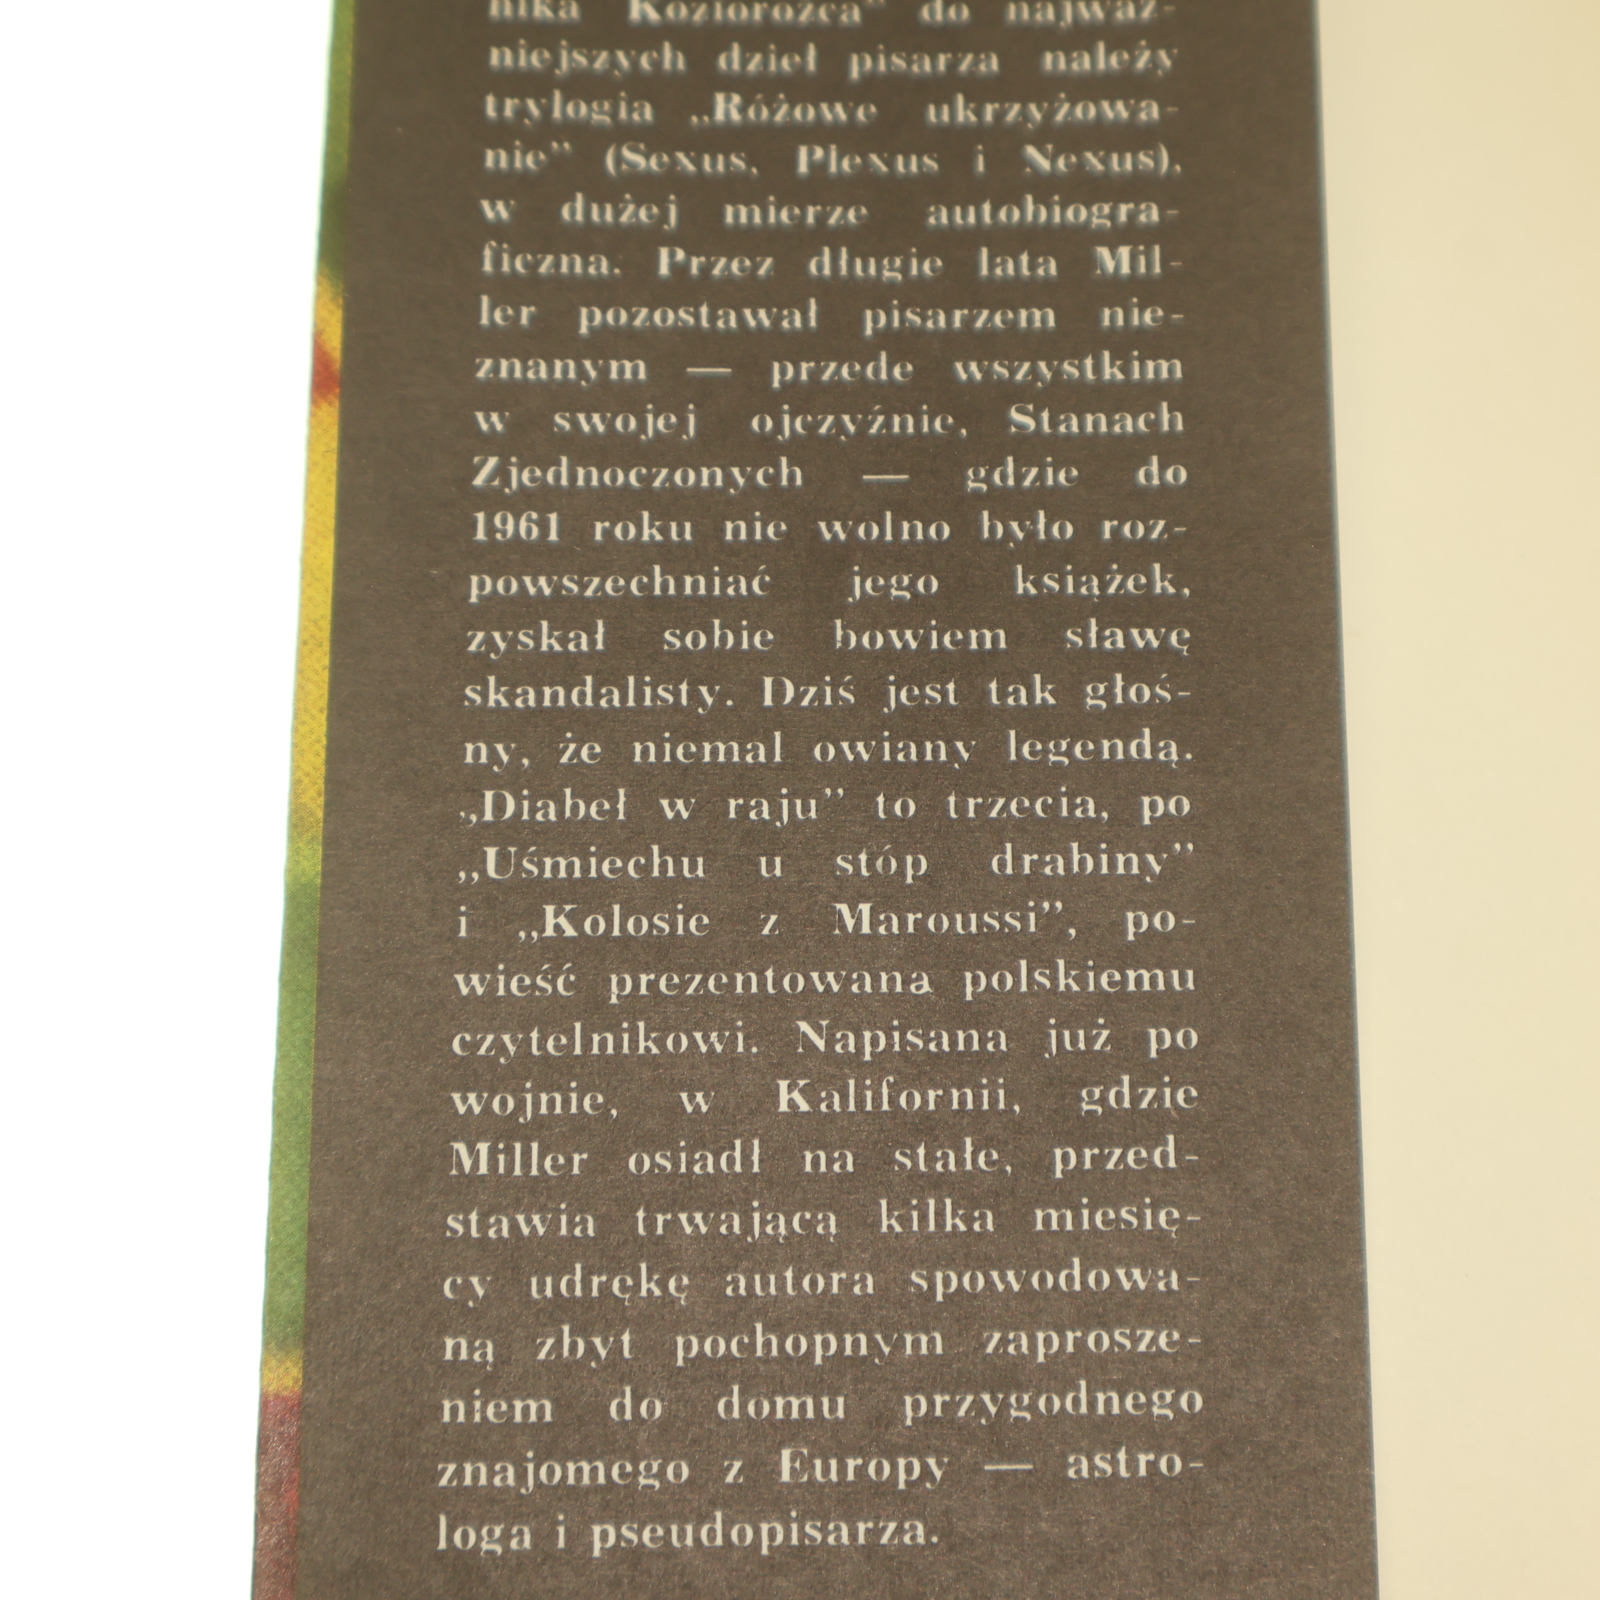 nika Koziorożca” do najważ-
niejszych dzieł pisarza należy
trylogia „Różowe ukrzyżowa-
nie” (Sexus, Plexus i Nexus),
w dużej mierze autobiogra-
ficzna. Przez długie lata Mil-
ler pozostawał pisarzem nie-
znanym — przede wszystkim
w swojej ojczyźnie, Stanach
Zjednoczonych — gdzie do
1961 roku nie wolno było roz-
powszechniać jego książek,
zyskał sobie bowiem sławę
skandalisty. Dziś jest tak głoś-
ny, że niemal owiany legendą.
„Diabeł w raju” to trzecia, po
„Uśmiechu u stóp drabiny”
i „Kolosie z Maroussi”, po-
wieść prezentowana polskiemu
czytelnikowi. Napisana już po
wojnie, w Kalifornii, gdzie
Miller osiadł na stałe, przed-
stawia trwającą kilka miesię-
cy udrękę autora spowodowa-
ną zbyt pochopnym zaprosze-
niem do domu przygodnego
znajomego z Europy — astro-
loga i pseudopisarza.